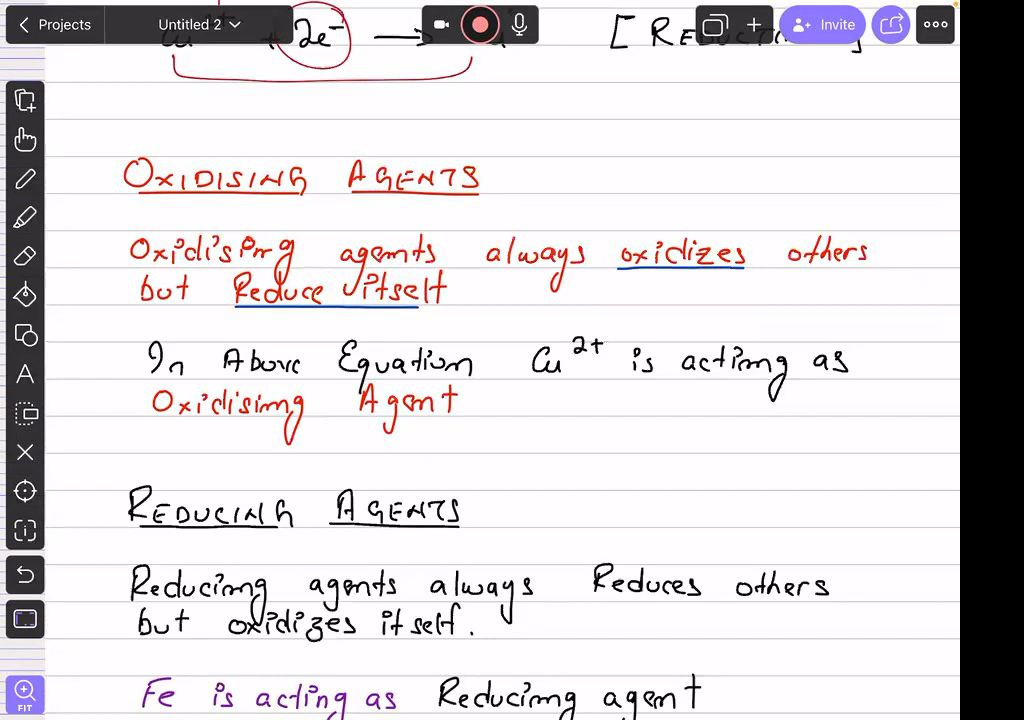 Projects Untitled 2 Invite
+ 2e⁻ →
OXIDISING AGENTS
Oxidising agents always oxidizes others
but Reduce itself
In Above Equation Cu²⁺ is acting as
Oxidising Agent
REDUCING AGENTS
Reducing agents always Reduces others
but oxidizes itself.
Fe is acting as Reducing agent
FIT